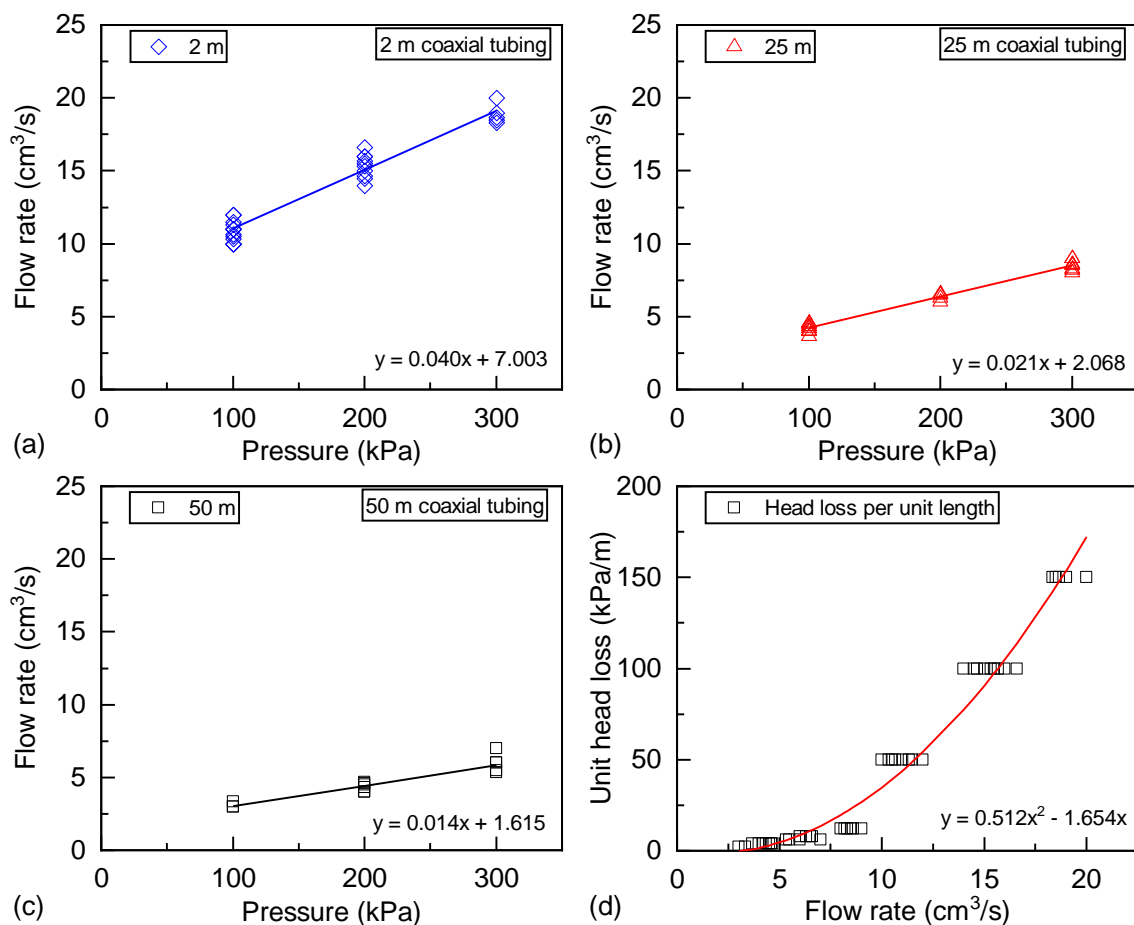 2 m
2 m coaxial tubing
25
20
15
10
5
0
Flow rate (cm³/s)
y = 0.040x + 7.003
0 100 200 300
Pressure (kPa)
(a)
25 m
25 m coaxial tubing
25
20
15
10
5
0
Flow rate (cm³/s)
y = 0.021x + 2.068
0 100 200 300
Pressure (kPa)
(b)
50 m
50 m coaxial tubing
25
20
15
10
5
0
Flow rate (cm³/s)
y = 0.014x + 1.615
0 100 200 300
Pressure (kPa)
(c)
Head loss per unit length
200
150
100
50
0
Unit head loss (kPa/m)
y = 0.512x² - 1.654x
0 5 10 15 20
Flow rate (cm³/s)
(d)